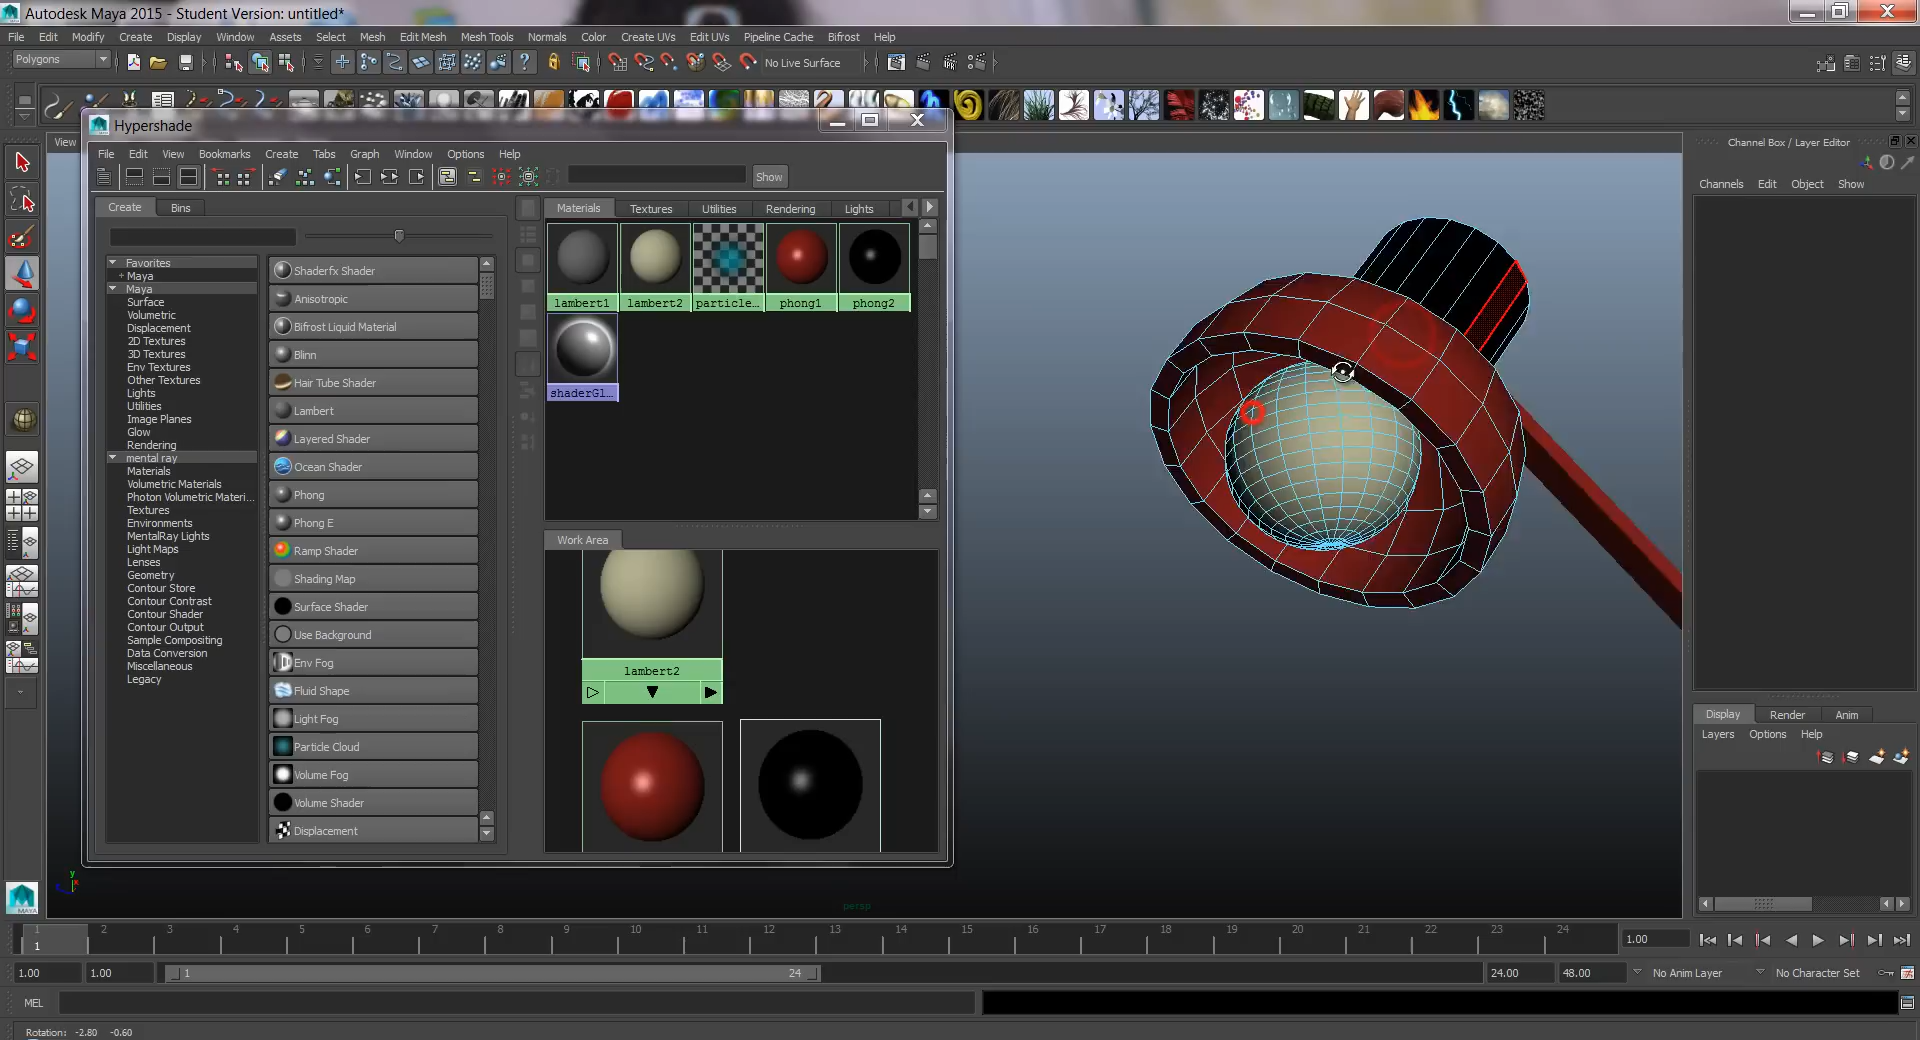 Autodesk Maya 2015 - Student Version: untitled*
File Edit Modify Create Display Window Assets Select Mesh Edit Mesh Mesh Tools Normals Color Create UVs Edit UVs Pipeline Cache Bifrost Help
Polygons
No Live Surface
Hypershade
View
Channel Box / Layer Editor
File Edit View Bookmarks Create Tabs Graph Window Options Help
Show
Channels Edit Object Show
Create Bins
Materials Textures Utilities Rendering Lights
Favorites
+ Maya
Maya
Surface
Volumetric
Displacement
2D Textures
3D Textures
Env Textures
Other Textures
Lights
Utilities
Image Planes
Glow
Rendering
mental ray
Materials
Volumetric Materials
Photon Volumetric Materi...
Textures
Environments
MentalRay Lights
Light Maps
Lenses
Geometry
Contour Store
Contour Contrast
Contour Shader
Contour Output
Sample Compositing
Data Conversion
Miscellaneous
Legacy
Shaderfx Shader
Anisotropic
Bifrost Liquid Material
Blinn
Hair Tube Shader
Lambert
Layered Shader
Ocean Shader
Phong
Phong E
Ramp Shader
Shading Map
Surface Shader
Use Background
Env Fog
Fluid Shape
Light Fog
Particle Cloud
Volume Fog
Volume Shader
Displacement
lambert1 lambert2 particle... phong1 phong2
shaderGl...
Work Area
lambert2
Display Render Anim
Layers Options Help
y
persp
MAYA
1 2 3 4 5 6 7 8 9 10 11 12 13 14 15 16 17 18 19 20 21 22 23 24
1
1.00
1.00 1.00 1 24 24.00 48.00 No Anim Layer No Character Set
MEL
Rotation: -2.80 -0.60